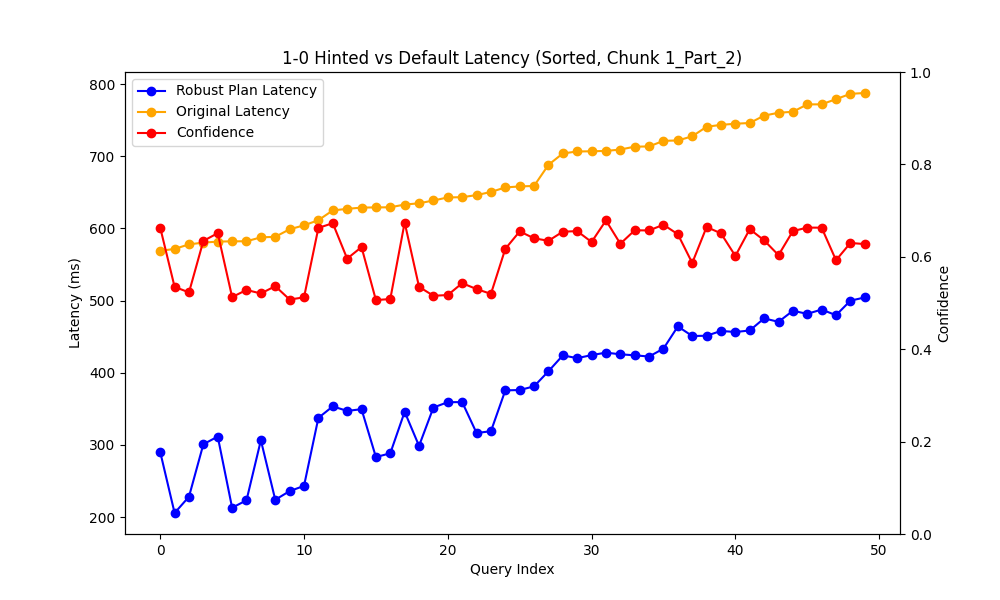 1-0 Hinted vs Default Latency (Sorted, Chunk 1_Part_2)
Robust Plan Latency
Original Latency
Confidence
Latency (ms)
800
700
600
500
400
300
200
1.0
0.8
0.6
0.4
0.2
0.0
Confidence
0 10 20 30 40 50
Query Index